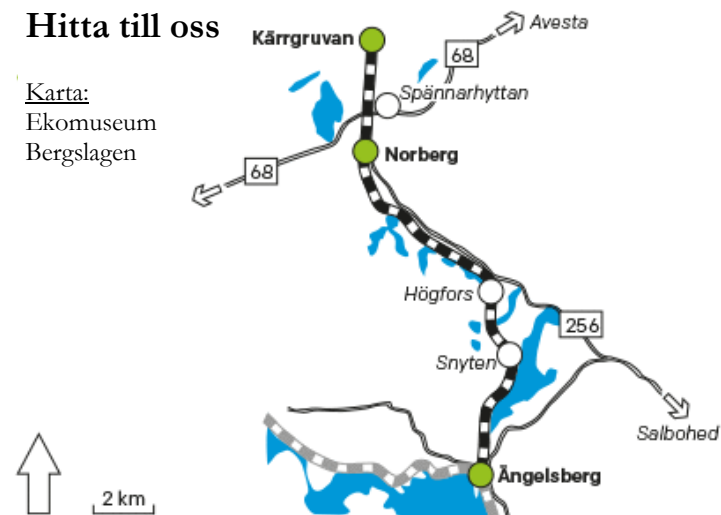 Hitta till oss
Karta:
Ekomuseum
Bergslagen
Kärrgruvan
Avesta
68
Spännarhyttan
Norberg
68
Högfors
256
Snyten
Salbohed
Ängelsberg
2 km